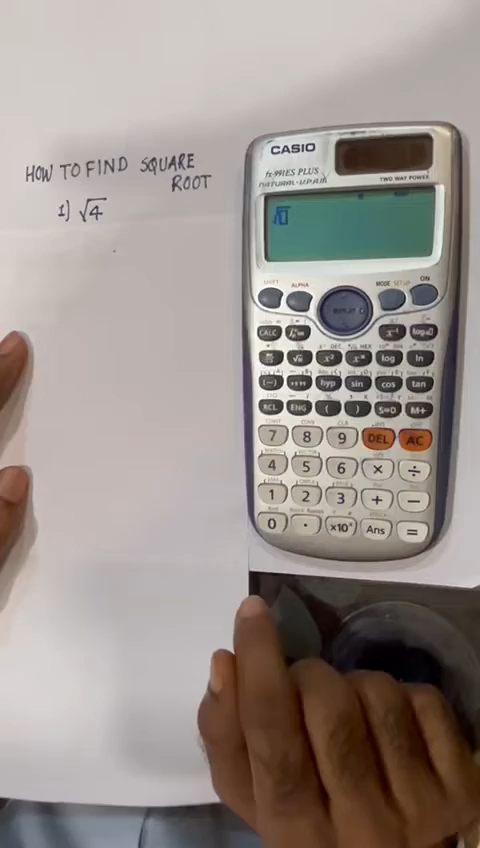 HOW TO FIND SQUARE
ROOT
1) √4
CASIO
fx-991ES PLUS
NATURAL-V.P.A.M.
TWO WAY POWER
√□
SHIFT ALPHA MODE SETUP ON
REPLAY
CALC x⁻¹
√ x² log ln
(−) hyp sin cos tan
RCL ENG ( ) S⇔D M+
7 8 9 DEL AC
4 5 6 × ÷
1 2 3 + −
0 . ×10ˣ Ans =